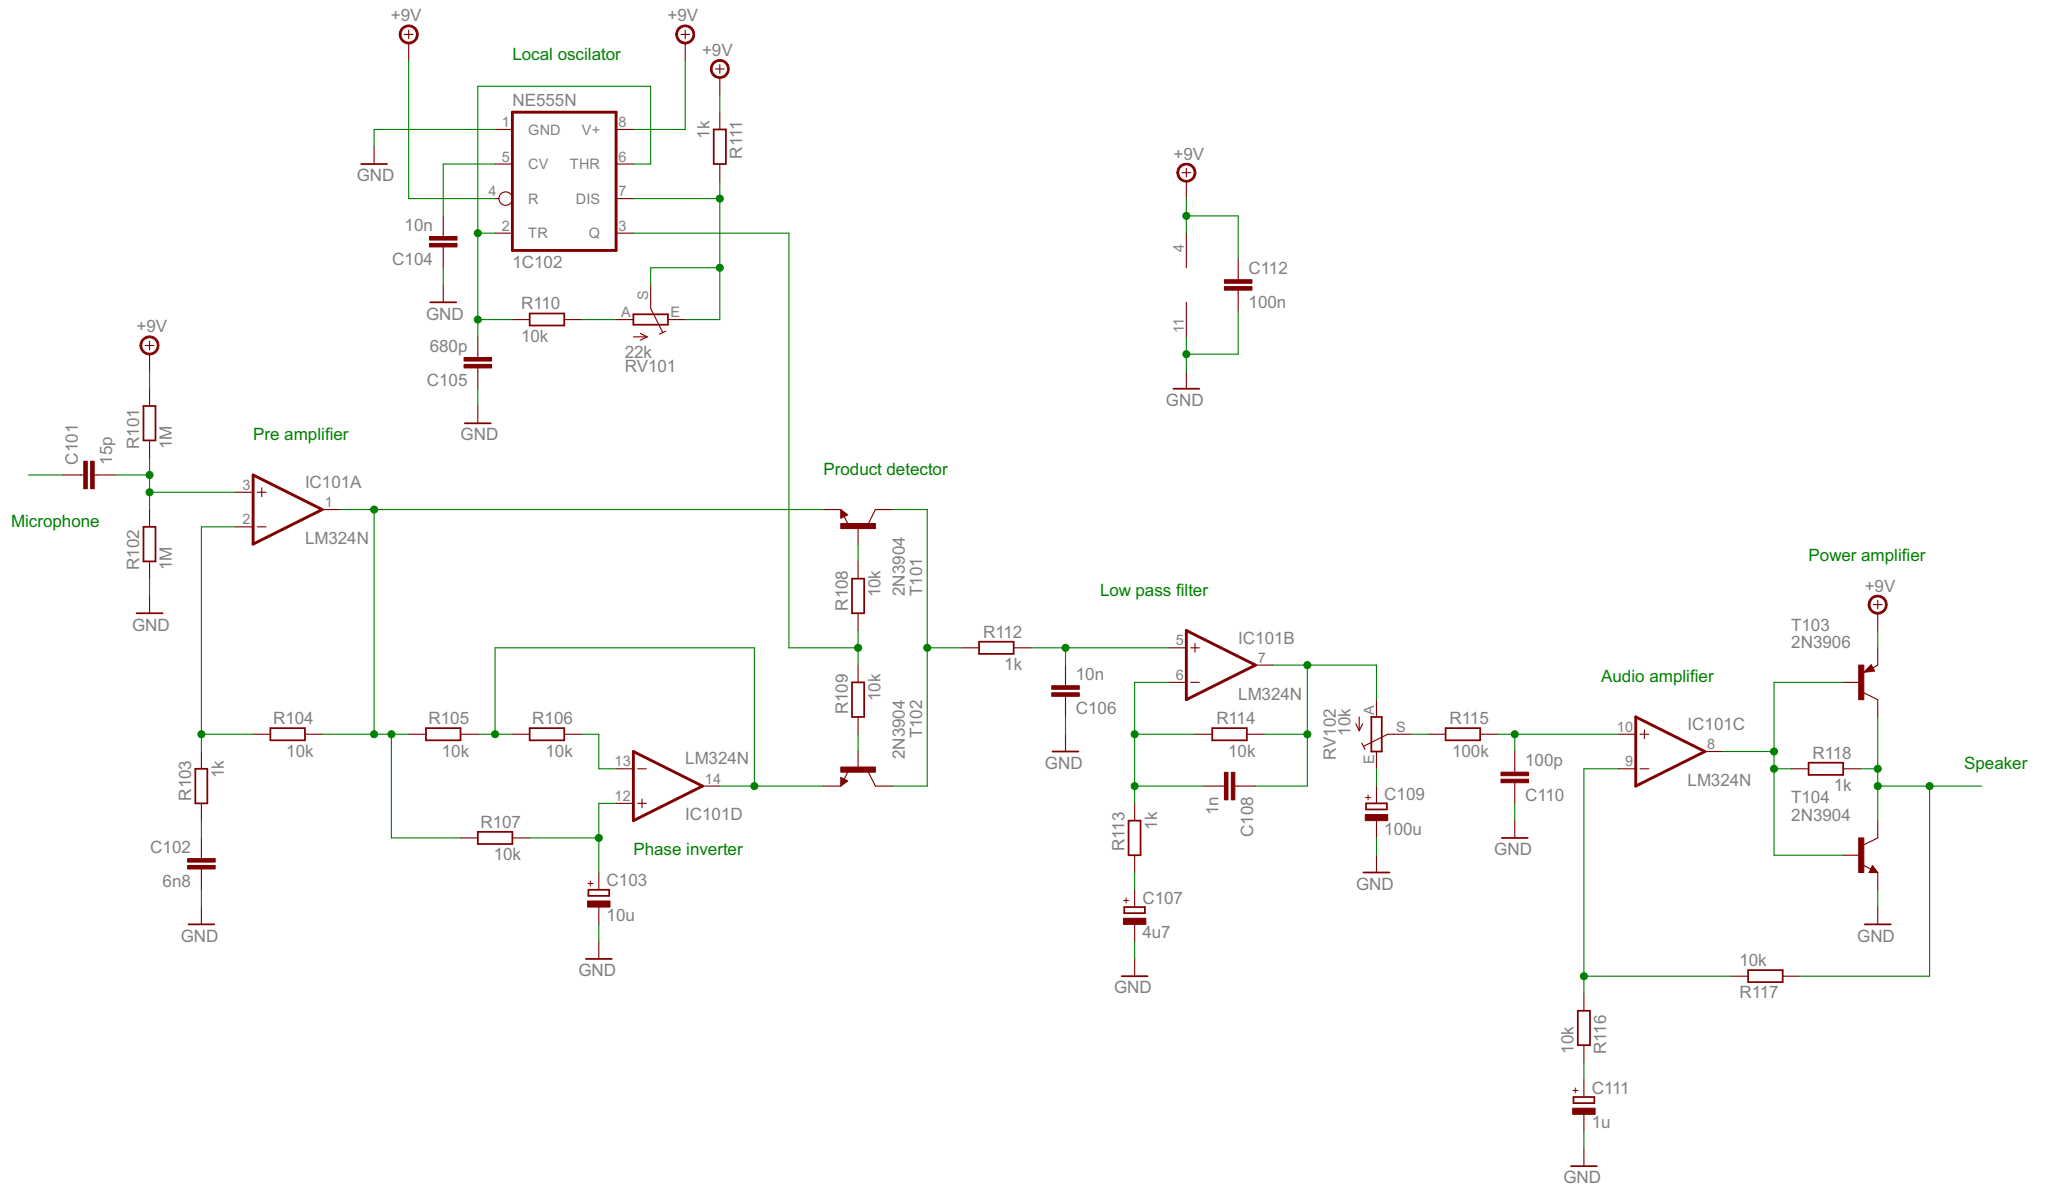 +9V
+9V
+9V
Local oscilator
NE555N
1 GND V+ 8
5 CV THR 6
4 R DIS 7
2 TR Q 3
1C102
GND
10n
C104
GND
1k
R111
R110
10k
A S E
22k
RV101
680p
C105
GND
+9V
4
11
C112
100n
GND
+9V
R101
1M
C101
15p
Microphone
R102
1M
GND
Pre amplifier
3 +
2 −
1
IC101A
LM324N
R104
10k
R103
1k
C102
6n8
GND
R105
10k
R106
10k
R107
10k
13 −
12 +
14
LM324N
IC101D
Phase inverter
C103
+
10u
GND
Product detector
2N3904
T101
R108
10k
R109
10k
2N3904
T102
R112
1k
10n
C106
GND
Low pass filter
5 +
6 −
7
IC101B
LM324N
R114
10k
1n
C108
R113
1k
C107
+
4u7
GND
RV102
10k
A S E
C109
+
100u
GND
R115
100k
100p
C110
GND
Audio amplifier
10 +
9 −
8
IC101C
LM324N
Power amplifier
+9V
T103
2N3906
R118
1k
T104
2N3904
GND
Speaker
10k
R117
10k
R116
C111
+
1u
GND